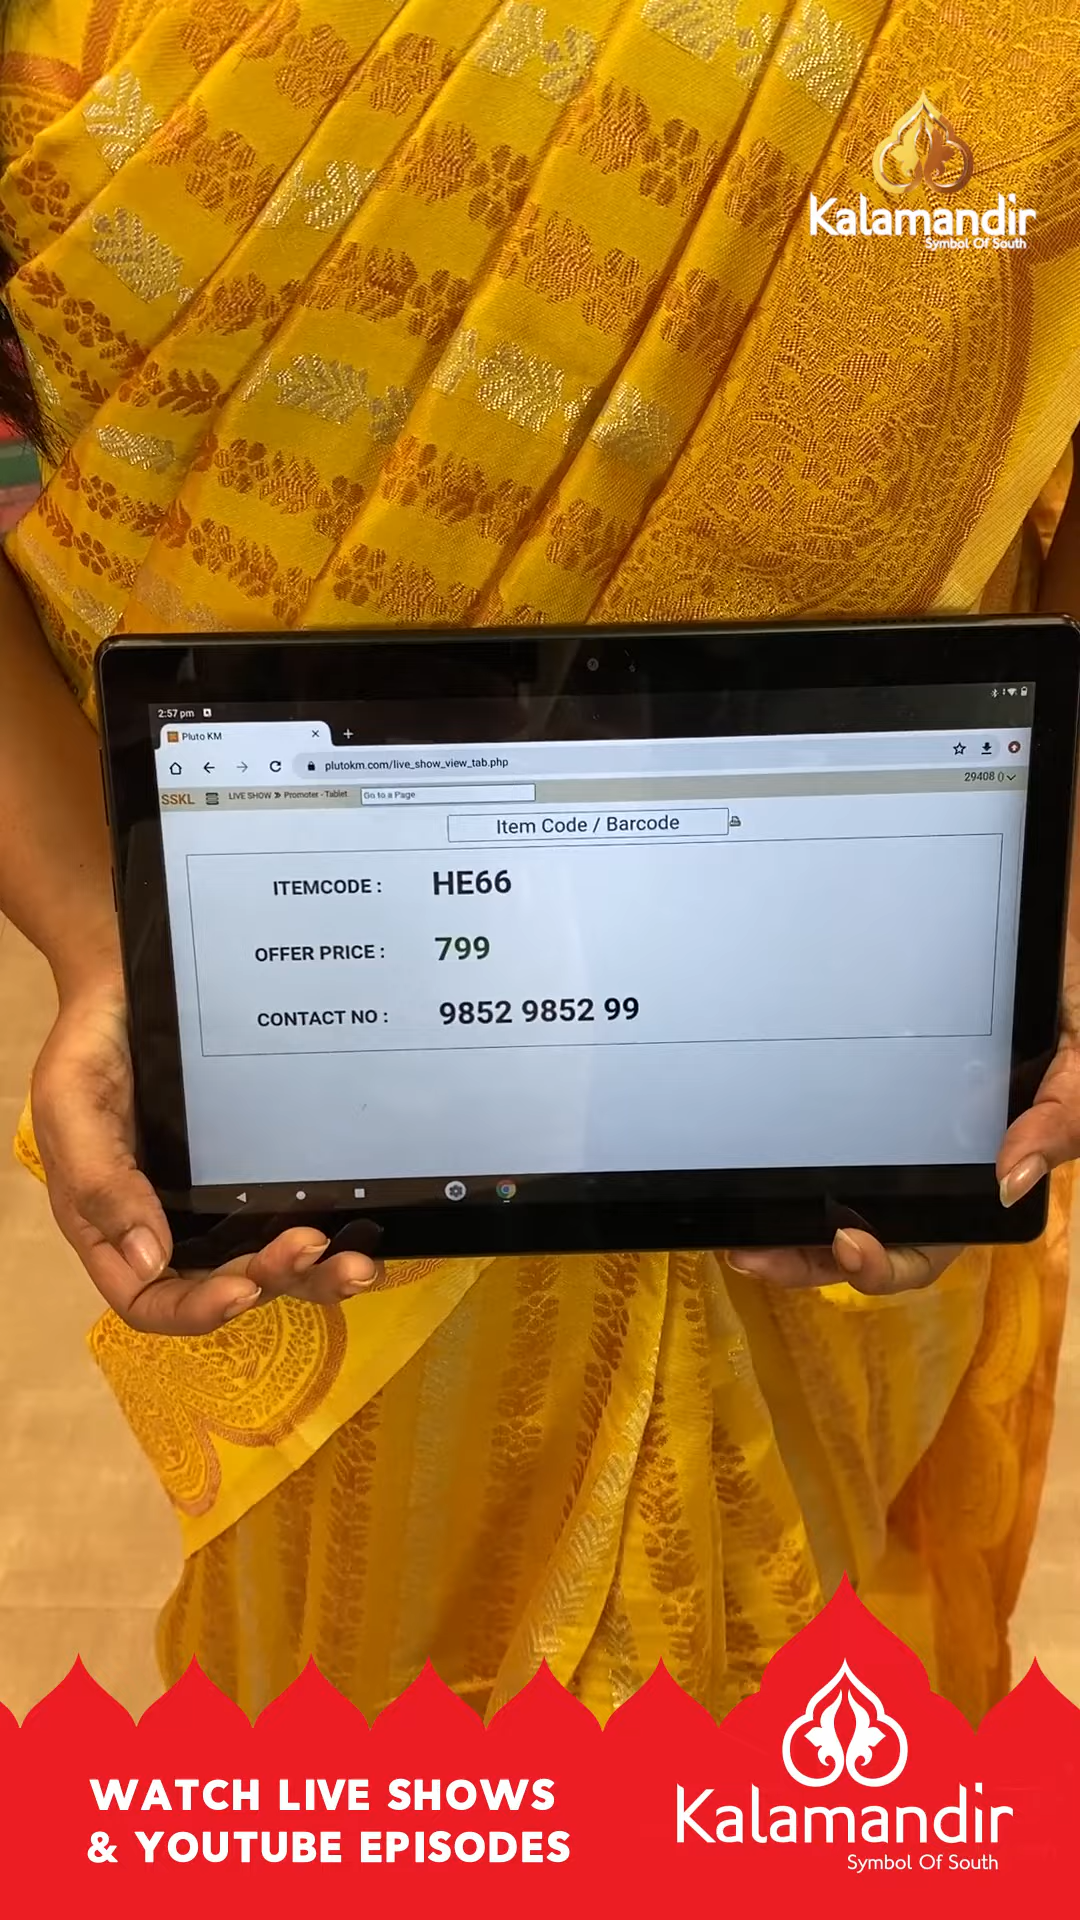 Kalamandir
Symbol Of South
2:57 pm
Pluto KM
plutokm.com/live_show_view_tab.php
29408 ()
SSKL
LIVE SHOW
Promoter - Tablet
Go to a Page
Item Code / Barcode
ITEMCODE : HE66
OFFER PRICE : 799
CONTACT NO : 9852 9852 99
WATCH LIVE SHOWS
& YOUTUBE EPISODES
Kalamandir
Symbol Of South